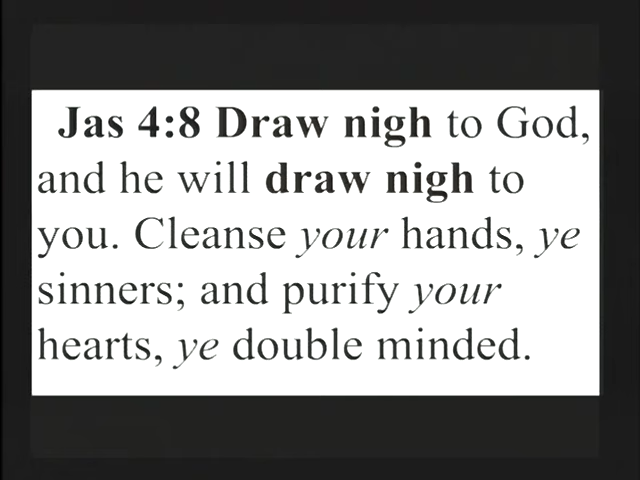 Jas 4:8 Draw nigh to God,
and he will draw nigh to
you. Cleanse your hands, ye
sinners; and purify your
hearts, ye double minded.